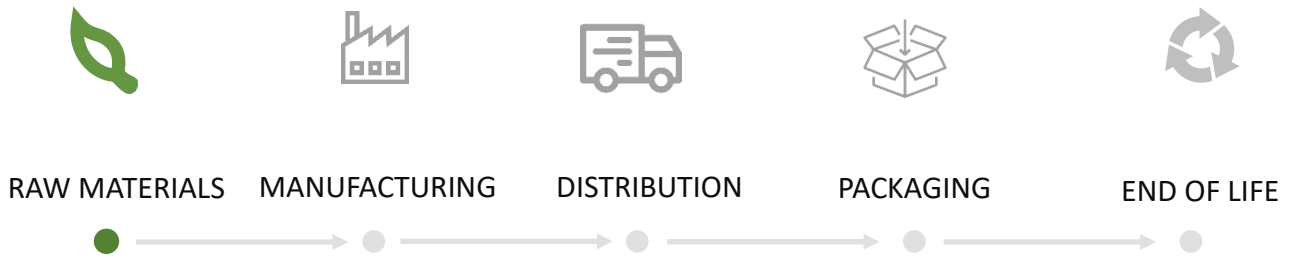 RAW MATERIALS
MANUFACTURING
DISTRIBUTION
PACKAGING
END OF LIFE